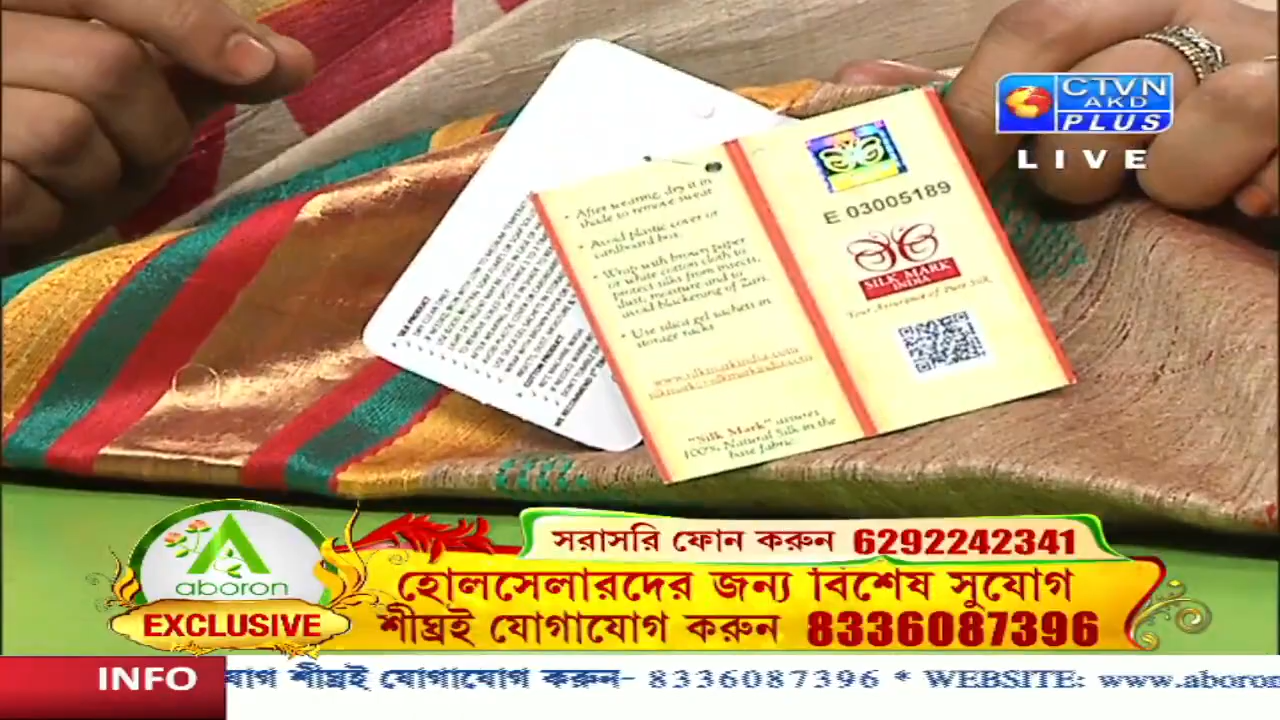 CTVN
AKD
PLUS
LIVE
E 03005189
SILK MARK
INDIA
Your Assurance of Pure Silk
• After wearing, dry it in
shade to remove sweat
• Avoid plastic cover or
cardboard box.
• Wrap with brown paper
or white cotton cloth to
protect silks from insects,
dust, moisture and to
avoid blackening of Zari.
• Use silica gel sachets in
storage racks
www.silkmarkindia.com
"Silk Mark" assures
100% Natural Silk in the
base fabric.
SILK PRODUCT
COTTON PRODUCT
aboron
EXCLUSIVE
সরাসরি ফোন করুন 6292242341
হোলসেলারদের জন্য বিশেষ সুযোগ
শীঘ্রই যোগাযোগ করুন 8336087396
INFO
যোগ শীঘ্রই যোগাযোগ করুন- 8336087396 * WEBSITE: www.aboron